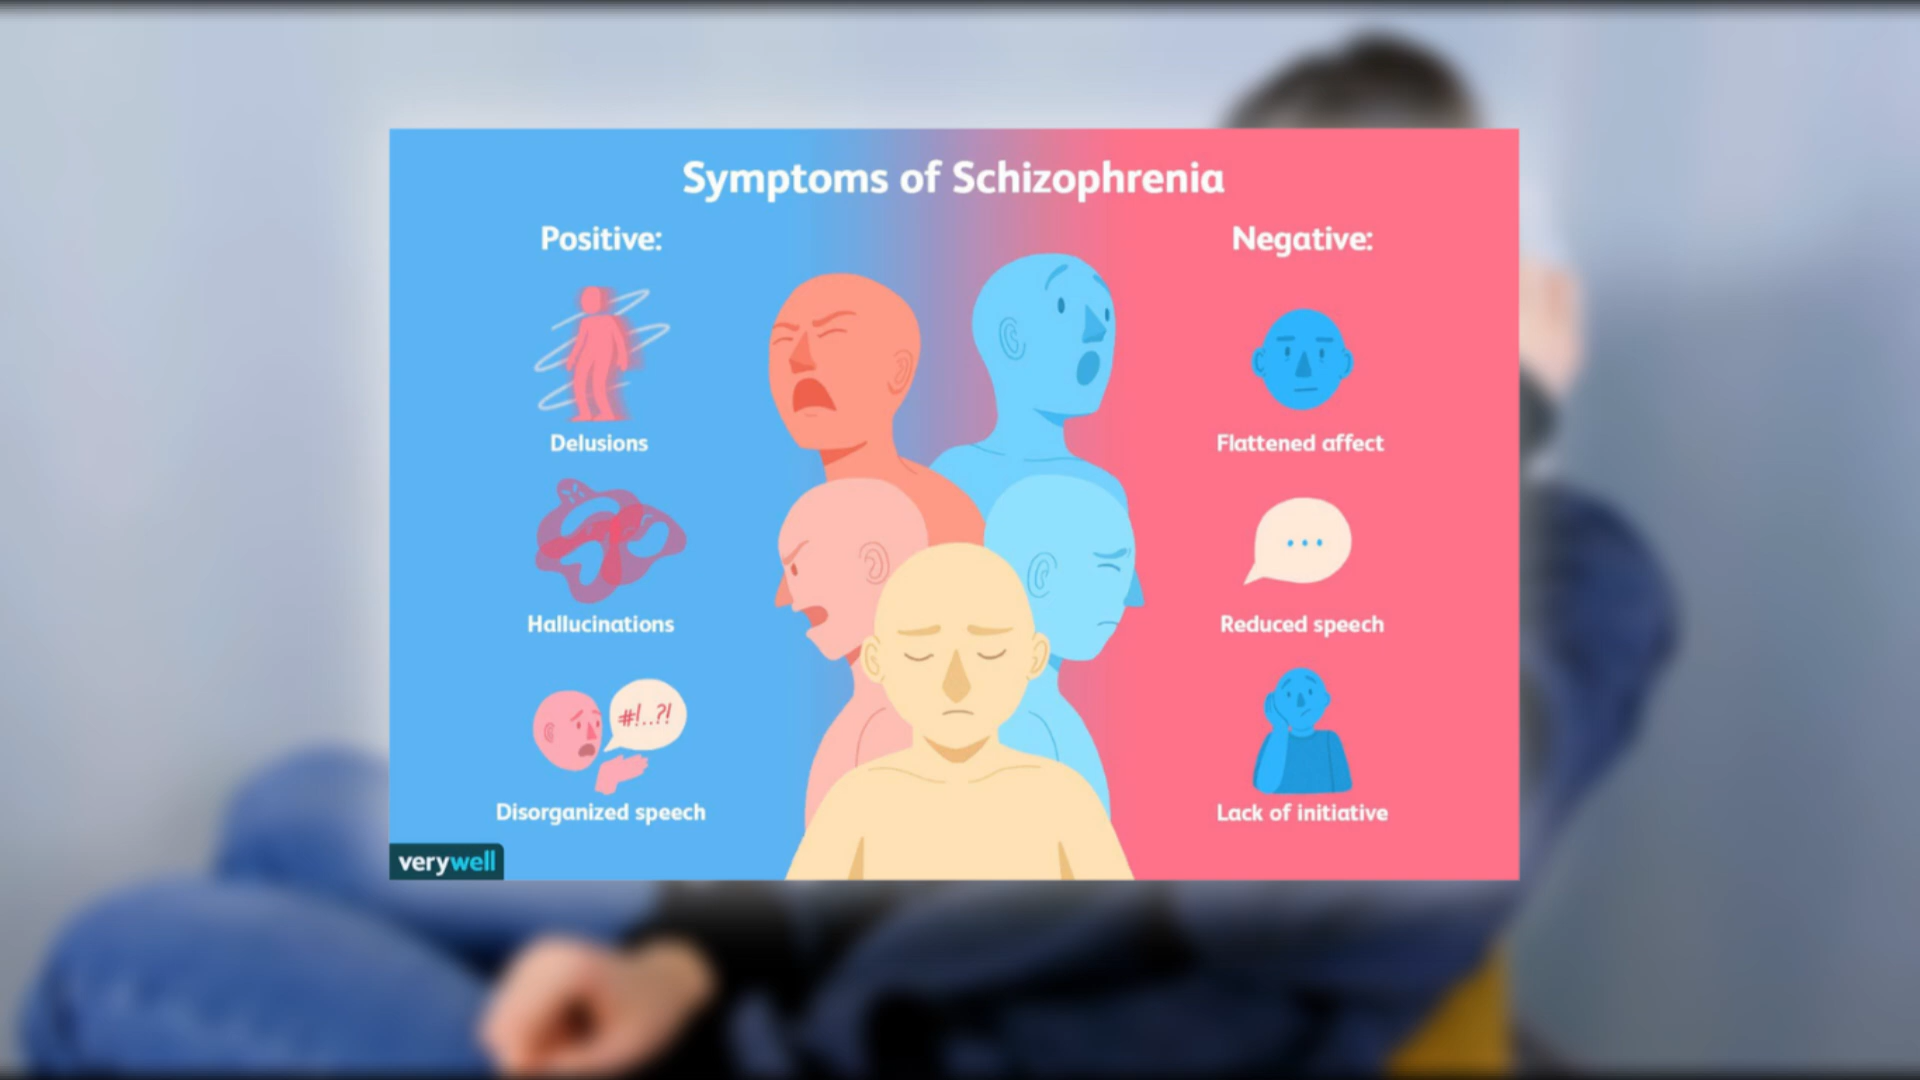 Symptoms of Schizophrenia
Positive:
Delusions
Hallucinations
#!..?!
Disorganized speech
Negative:
Flattened affect
...
Reduced speech
Lack of initiative
verywell